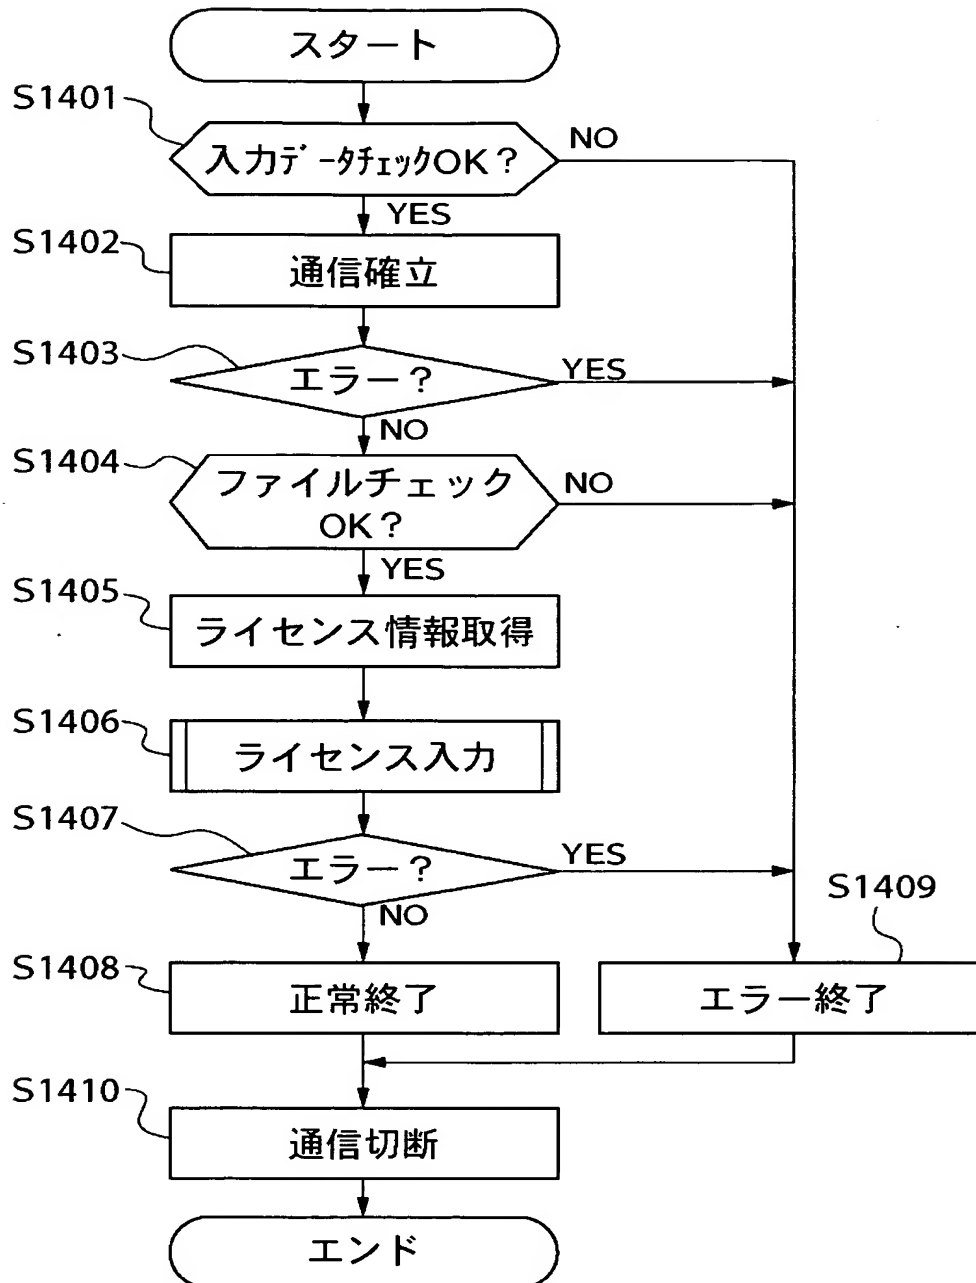 スタート
S1401
入力ﾃﾞｰﾀﾁｪｯｸOK？
NO
YES
S1402
通信確立
S1403
エラー？
YES
NO
S1404
ファイルチェック
OK？
NO
YES
S1405
ライセンス情報取得
S1406
ライセンス入力
S1407
エラー？
YES
NO
S1409
S1408
正常終了
エラー終了
S1410
通信切断
エンド